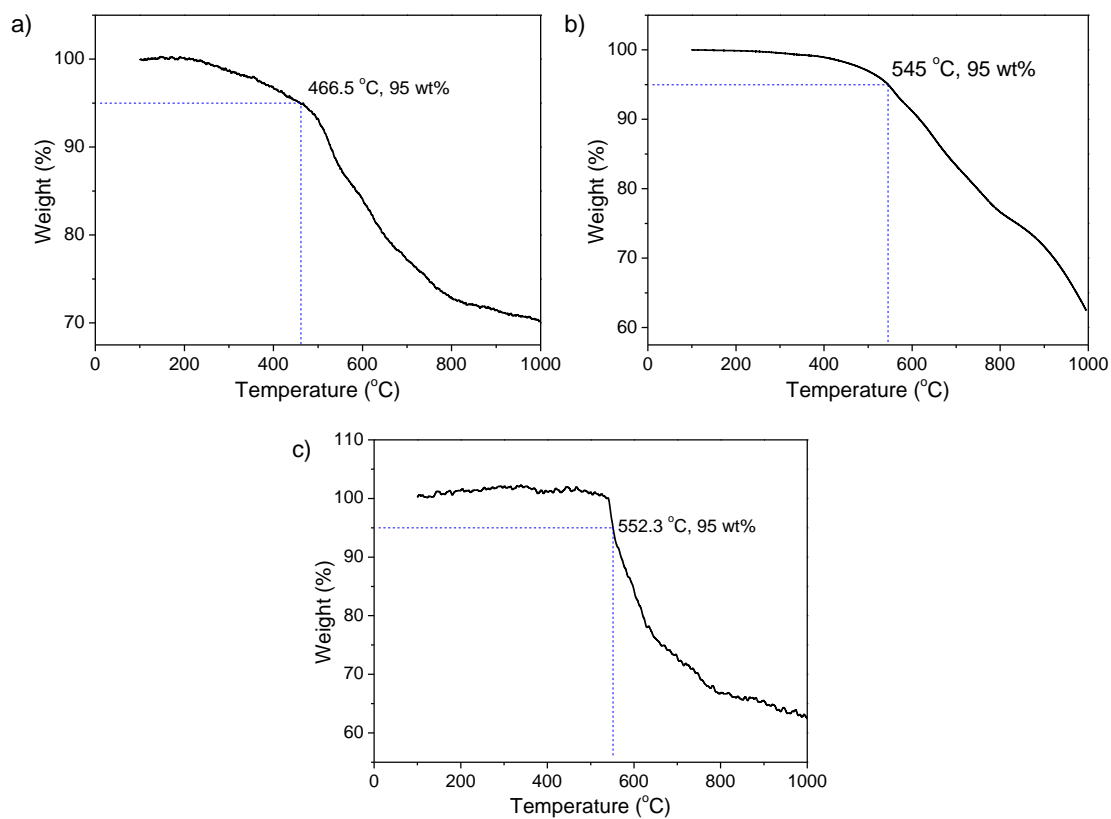 a)
100
90
80
70
Weight (%)
466.5 °C, 95 wt%
0 200 400 600 800 1000
Temperature (°C)
b)
100
90
80
70
60
Weight (%)
545 °C, 95 wt%
0 200 400 600 800 1000
Temperature (°C)
c)
110
100
90
80
70
60
Weight (%)
552.3 °C, 95 wt%
0 200 400 600 800 1000
Temperature (°C)